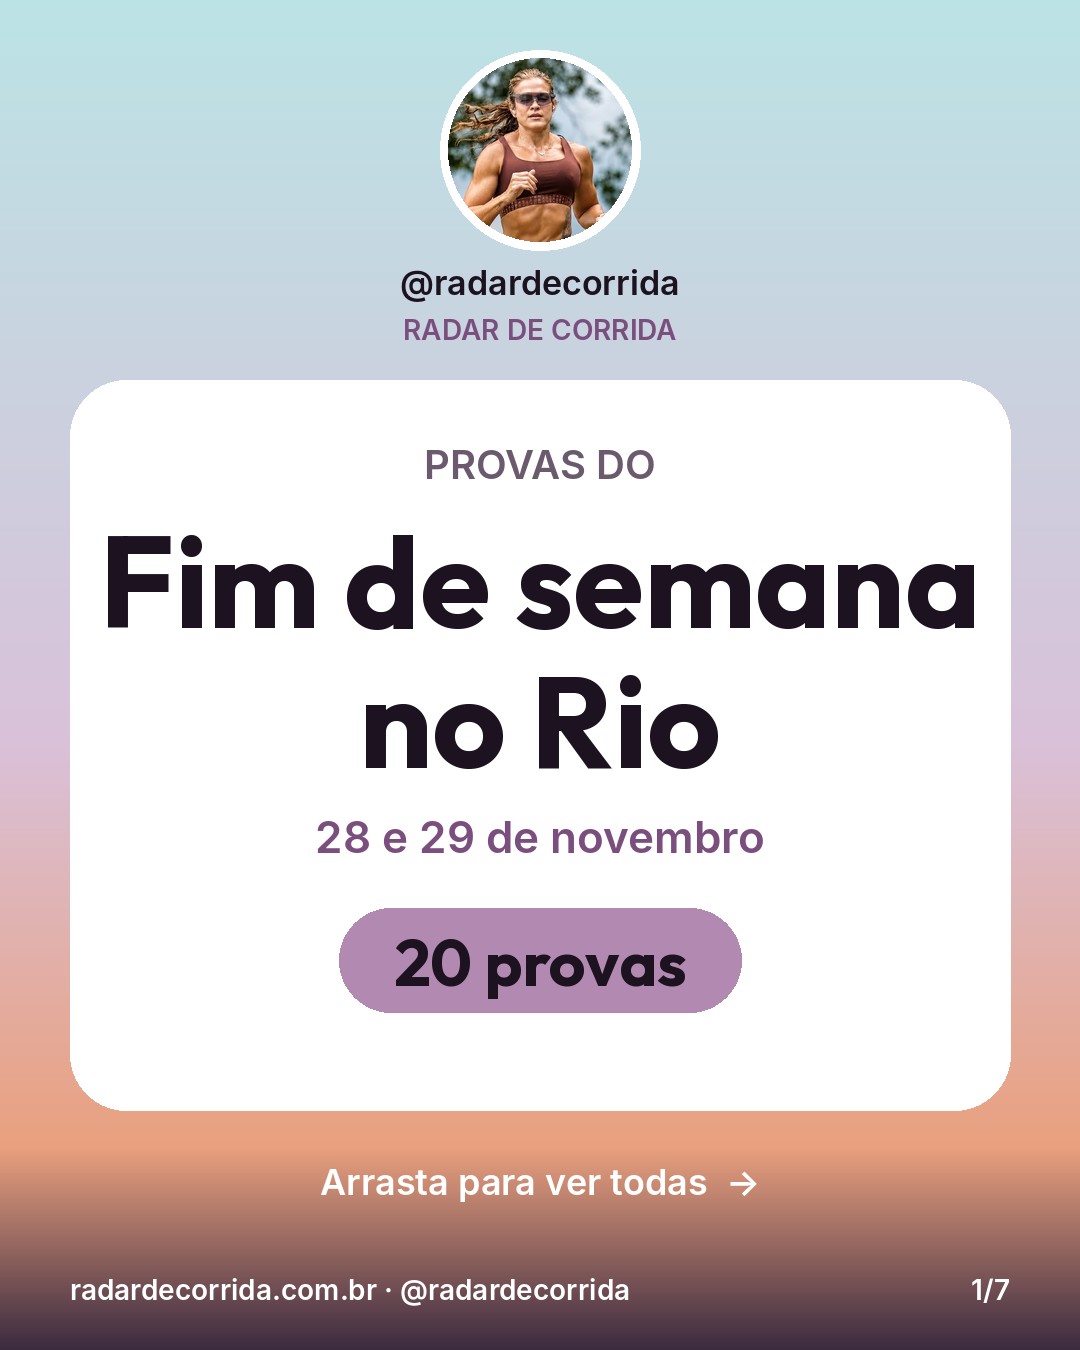 @radardecorrida
RADAR DE CORRIDA
PROVAS DO
Fim de semana
no Rio
28 e 29 de novembro
20 provas
Arrasta para ver todas →
radardecorrida.com.br · @radardecorrida
1/7